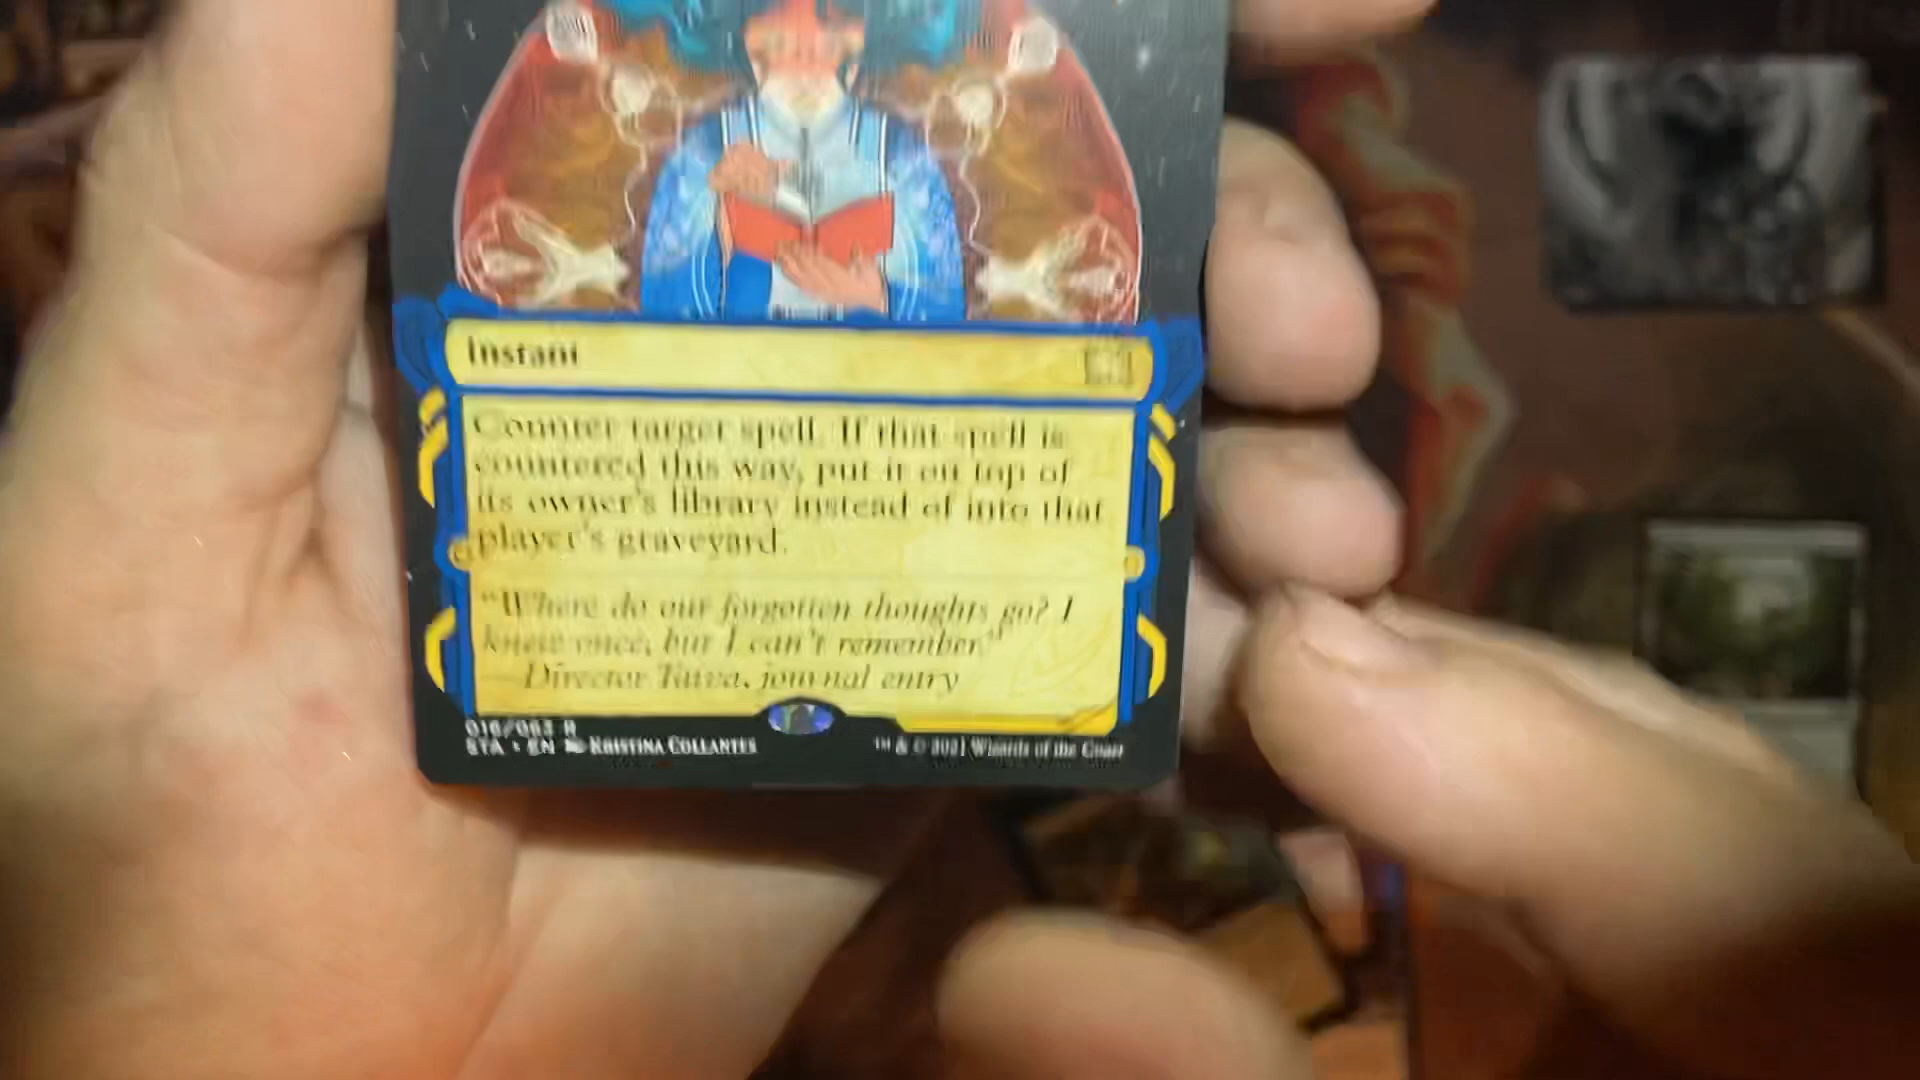 Instant
Counter target spell. If that spell is
countered this way, put it on top of
its owner's library instead of into that
player's graveyard.
"Where do our forgotten thoughts go? I
knew once, but I can't remember."
—Director Taiva, journal entry
016/063 R
STA • EN KRISTINA COLLANTES
™ & © 2021 Wizards of the Coast